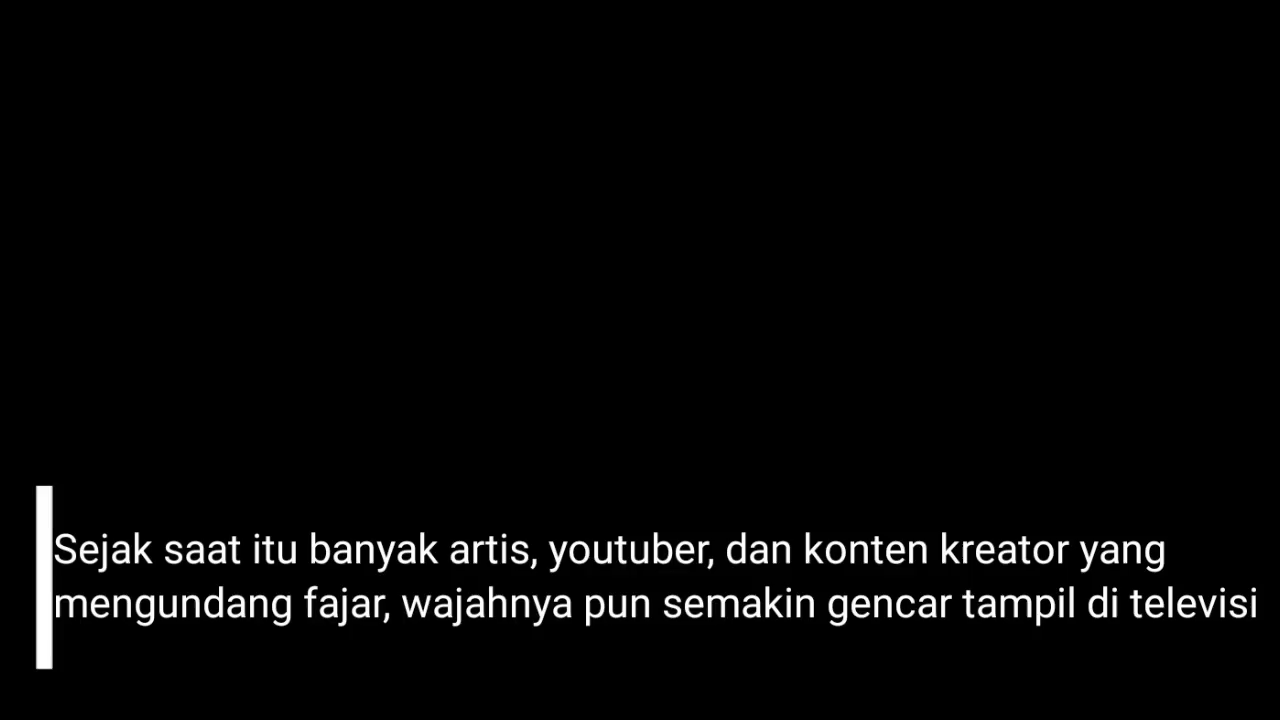 Sejak saat itu banyak artis, youtuber, dan konten kreator yang
mengundang fajar, wajahnya pun semakin gencar tampil di televisi